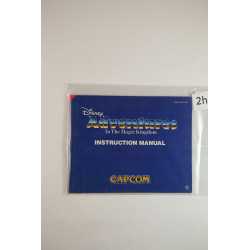 Disney
Adventures
In The Magic Kingdom
INSTRUCTION MANUAL
CAPCOM
2h